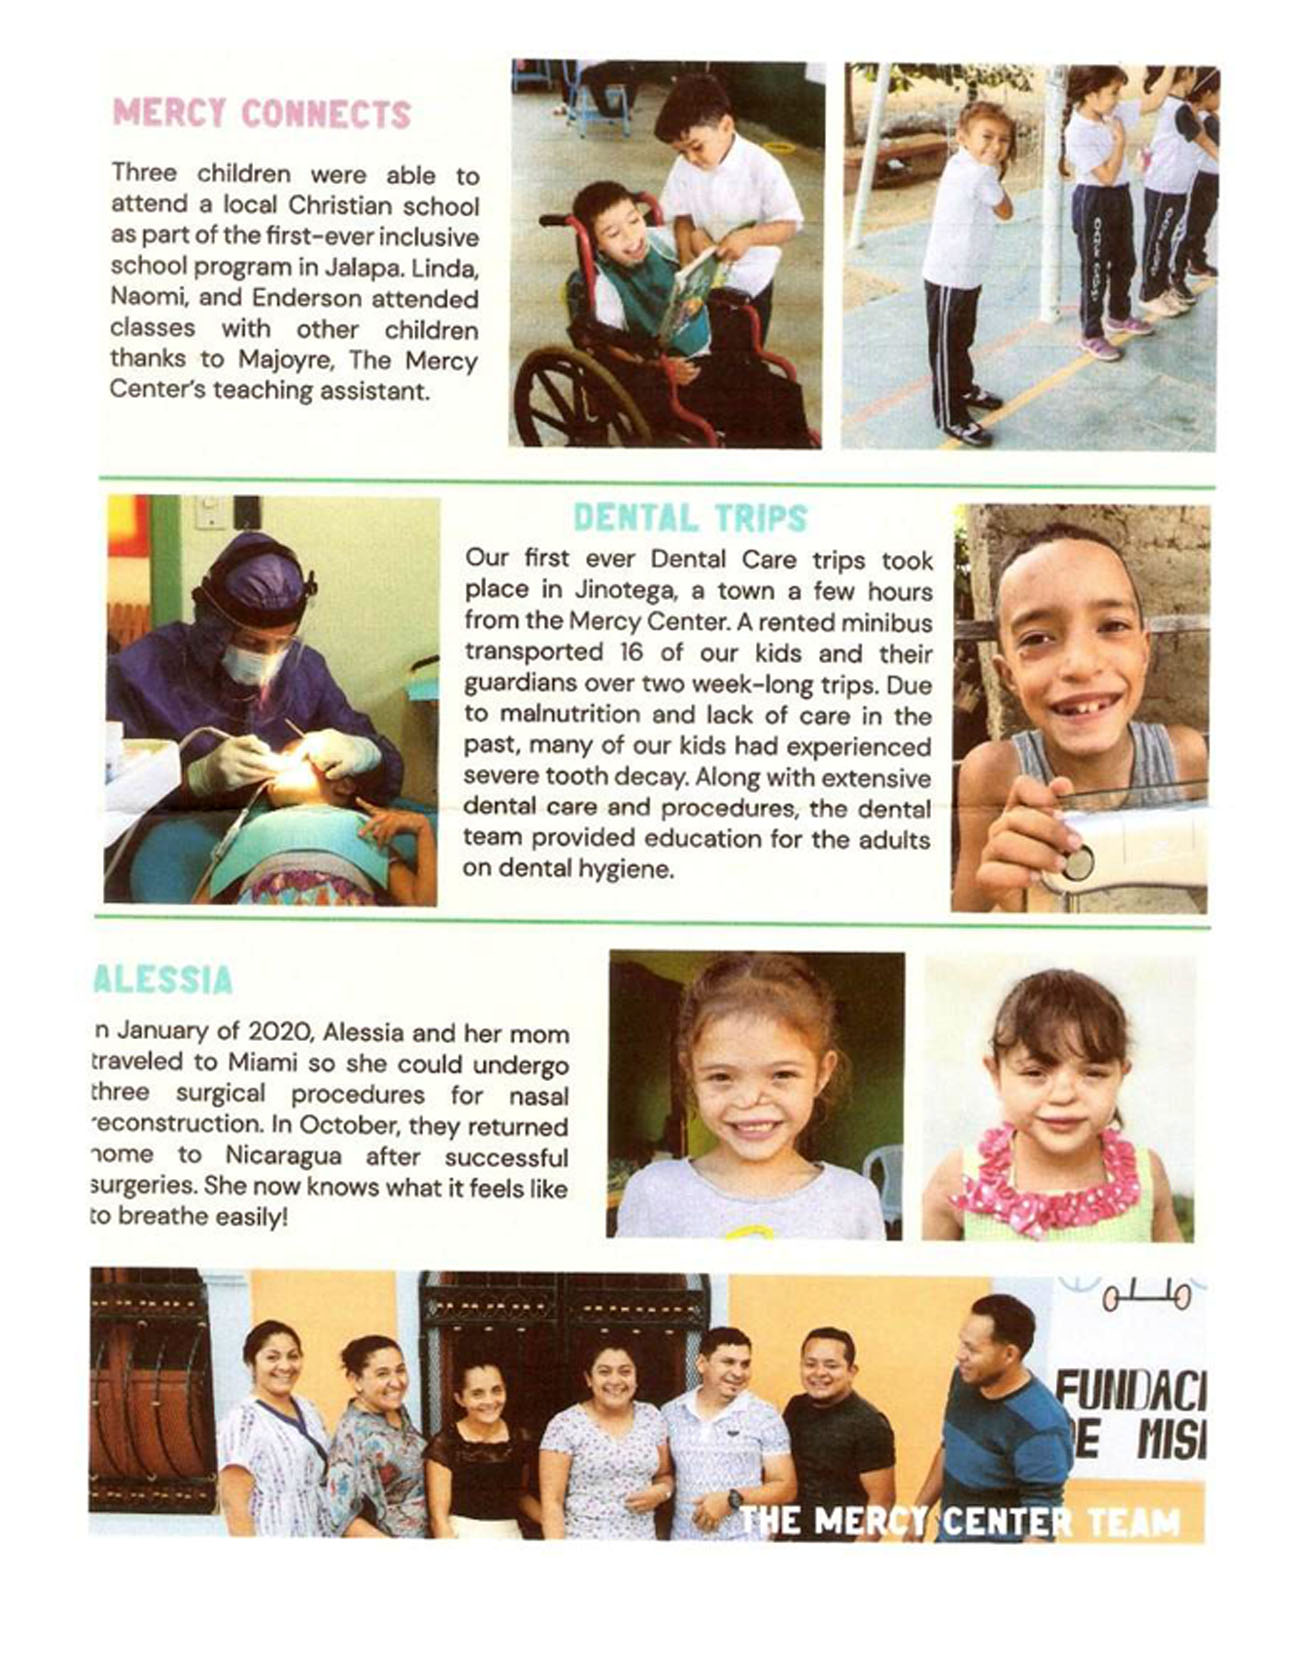 MERCY CONNECTS
Three children were able to
attend a local Christian school
as part of the first-ever inclusive
school program in Jalapa. Linda,
Naomi, and Enderson attended
classes with other children
thanks to Majoyre, The Mercy
Center's teaching assistant.
DENTAL TRIPS
Our first ever Dental Care trips took
place in Jinotega, a town a few hours
from the Mercy Center. A rented minibus
transported 16 of our kids and their
guardians over two week-long trips. Due
to malnutrition and lack of care in the
past, many of our kids had experienced
severe tooth decay. Along with extensive
dental care and procedures, the dental
team provided education for the adults
on dental hygiene.
ALESSIA
n January of 2020, Alessia and her mom
traveled to Miami so she could undergo
three surgical procedures for nasal
reconstruction. In October, they returned
home to Nicaragua after successful
surgeries. She now knows what it feels like
to breathe easily!
FUNDACI
DE MISI
THE MERCY CENTER TEAM